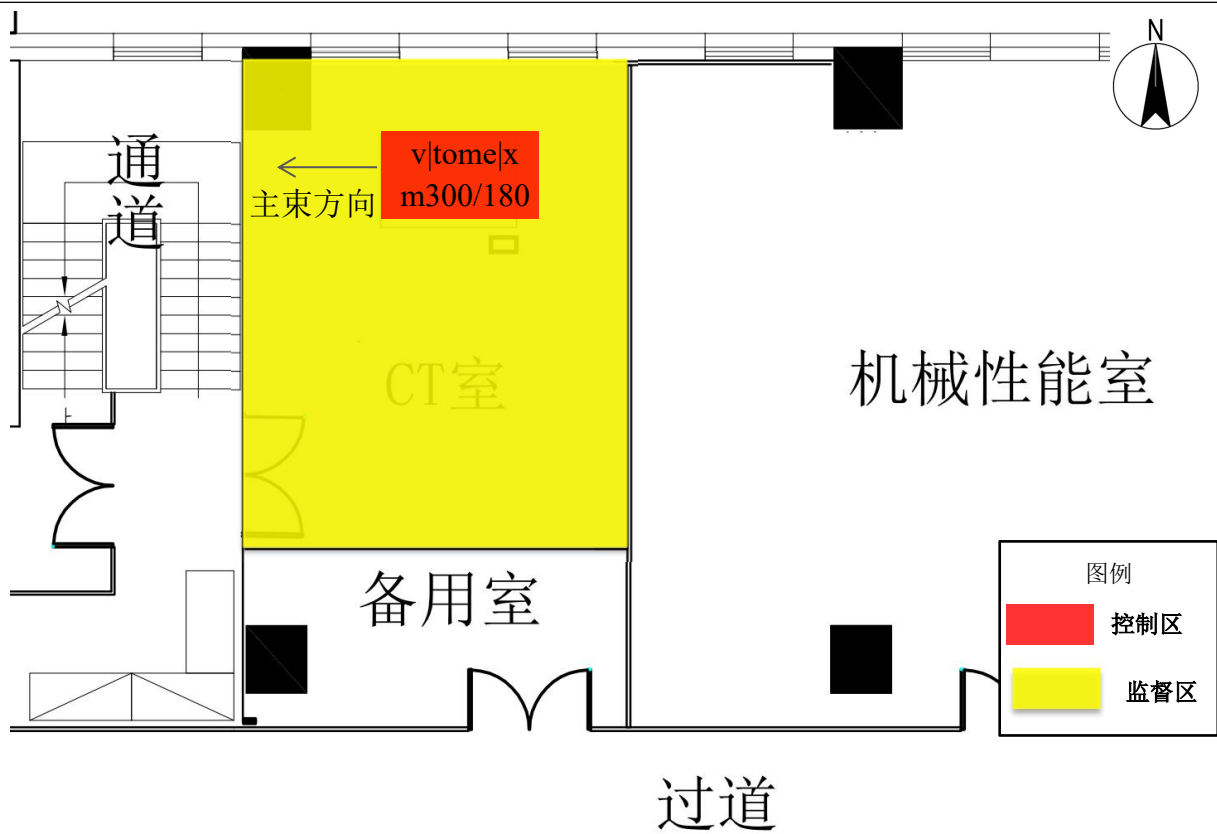 N
通
道
v|tome|x
m300/180
主束方向
CT室
机械性能室
上
备用室
图例
控制区
监督区
过道